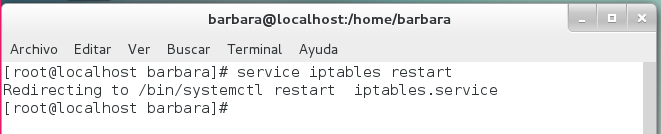 barbara@localhost:/home/barbara
Archivo Editar Ver Buscar Terminal Ayuda
[root@localhost barbara]# service iptables restart
Redirecting to /bin/systemctl restart  iptables.service
[root@localhost barbara]#